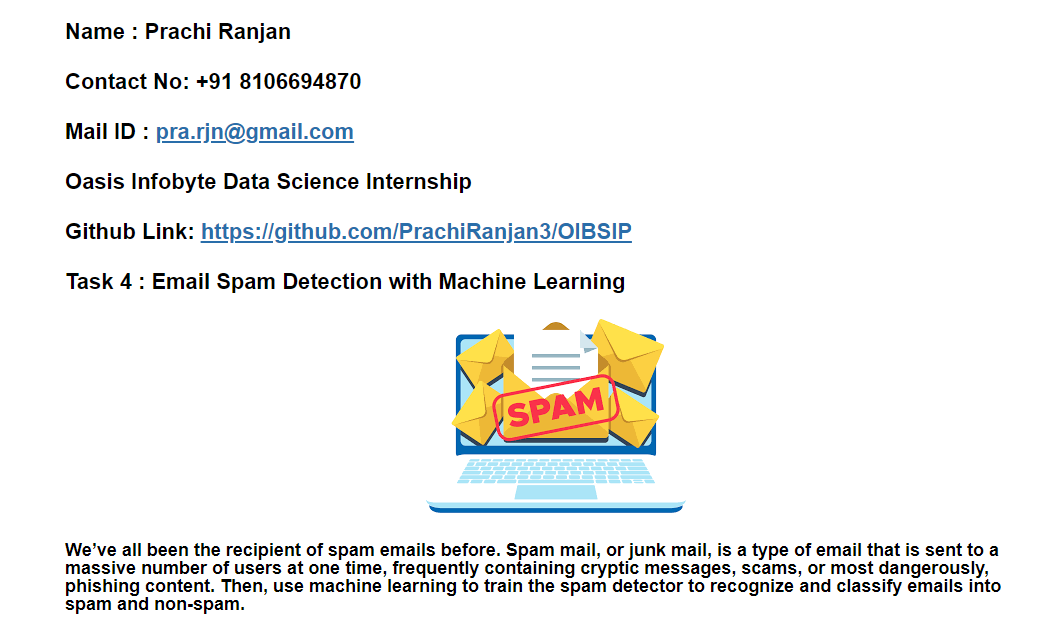 Name : Prachi Ranjan
Contact No: +91 8106694870
Mail ID : pra.rjn@gmail.com
Oasis Infobyte Data Science Internship
Github Link: https://github.com/PrachiRanjan3/OIBSIP
Task 4 : Email Spam Detection with Machine Learning
SPAM
We’ve all been the recipient of spam emails before. Spam mail, or junk mail, is a type of email that is sent to a
massive number of users at one time, frequently containing cryptic messages, scams, or most dangerously,
phishing content. Then, use machine learning to train the spam detector to recognize and classify emails into
spam and non-spam.